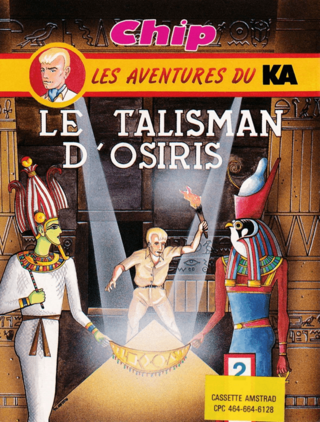 Chip
LES AVENTURES DU KA
LE TALISMAN
D'OSIRIS
2
CASSETTE AMSTRAD
CPC 464-664-6128